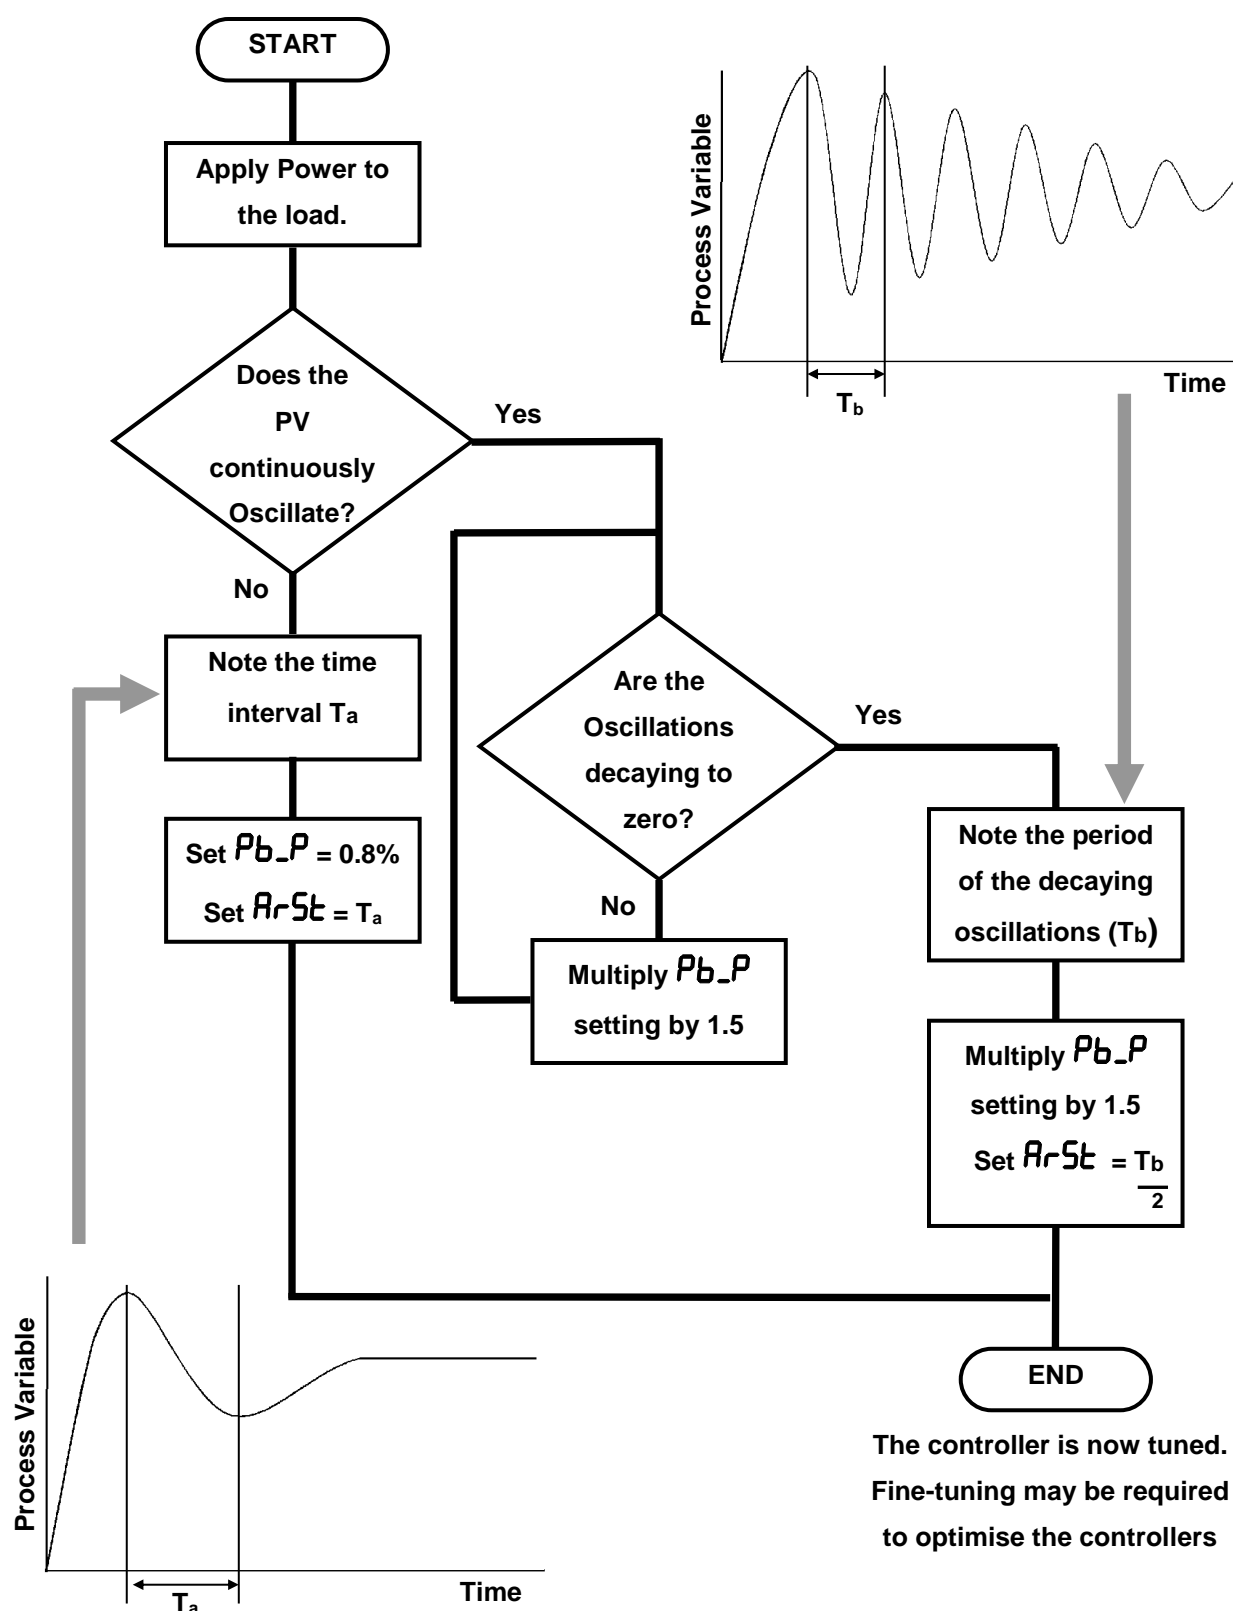 START
Apply Power to
the load.
Does the
PV
continuously
Oscillate?
Yes
No
Note the time
interval Ta
Set Pb_P = 0.8%
Set ArSt = Ta
Are the
Oscillations
decaying to
zero?
Yes
No
Multiply Pb_P
setting by 1.5
Process Variable
Time
Tb
Note the period
of the decaying
oscillations (Tb)
Multiply Pb_P
setting by 1.5
Set ArSt = Tb
2
END
The controller is now tuned.
Fine-tuning may be required
to optimise the controllers
Process Variable
Time
Ta